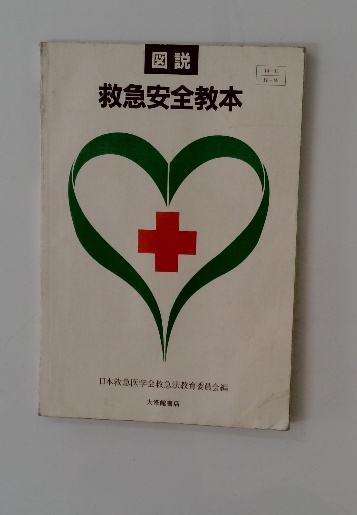 図説
救急安全教本
日本救急医学会救急法教育委員会編
大修館書店